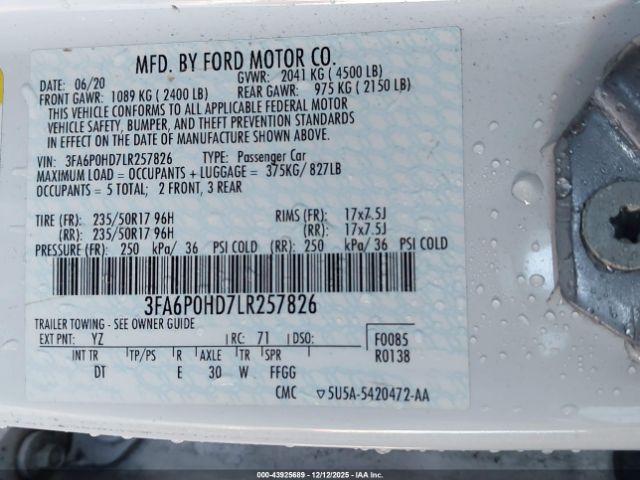 MFD. BY FORD MOTOR CO.
DATE: 06/20 GVWR: 2041 KG ( 4500 LB)
FRONT GAWR: 1089 KG ( 2400 LB) REAR GAWR: 975 KG ( 2150 LB)
THIS VEHICLE CONFORMS TO ALL APPLICABLE FEDERAL MOTOR
VEHICLE SAFETY, BUMPER, AND THEFT PREVENTION STANDARDS
IN EFFECT ON THE DATE OF MANUFACTURE SHOWN ABOVE.
VIN: 3FA6P0HD7LR257826 TYPE: Passenger Car
MAXIMUM LOAD = OCCUPANTS + LUGGAGE = 375KG/ 827LB
OCCUPANTS = 5 TOTAL; 2 FRONT, 3 REAR
TIRE (FR): 235/50R17 96H RIMS (FR): 17x7.5J
(RR): 235/50R17 96H (RR): 17x7.5J
PRESSURE (FR): 250 kPa/ 36 PSI COLD (RR): 250 kPa/ 36 PSI COLD
3FA6P0HD7LR257826
TRAILER TOWING - SEE OWNER GUIDE
EXT PNT: YZ RC: 71 DSO: F0085
R0138
INT TR TP/PS R AXLE TR SPR
DT E 30 W FFGG
CMC ▽5U5A-5420472-AA
000-43925689 - 12/12/2025 - IAAI.com